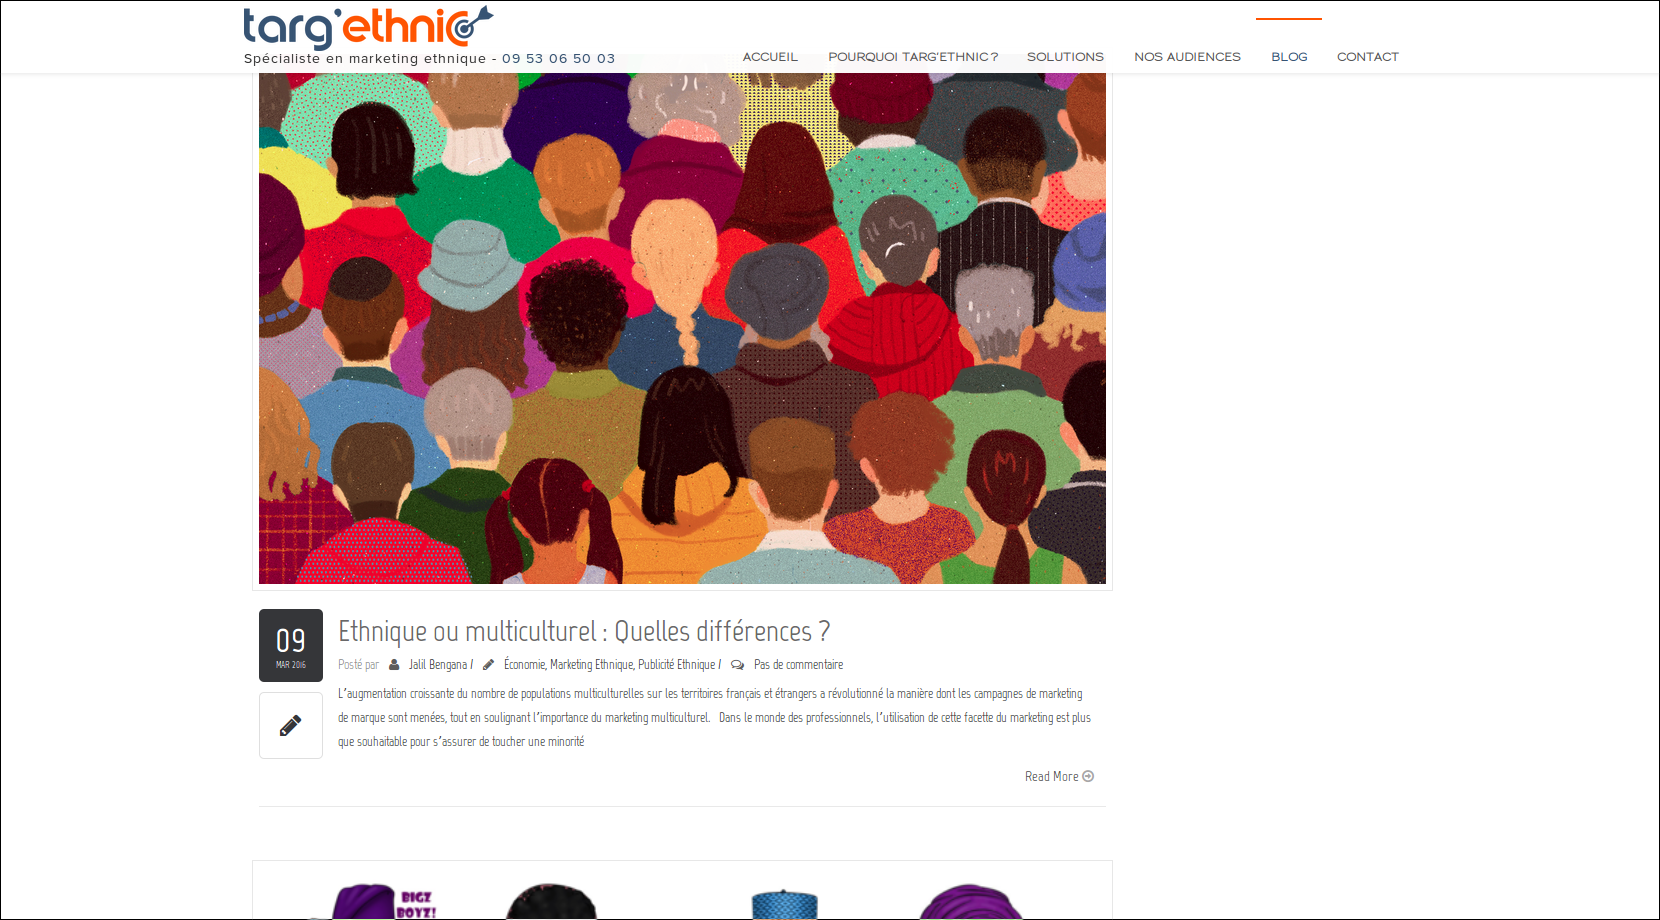 targ'ethnic
Spécialiste en marketing ethnique - 09 53 06 50 03
ACCUEIL
POURQUOI TARG'ETHNIC ?
SOLUTIONS
NOS AUDIENCES
BLOG
CONTACT
09
MAR 2016
Ethnique ou multiculturel : Quelles différences ?
Posté par Jalil Bengana / Économie, Marketing Ethnique, Publicité Ethnique / Pas de commentaire
L'augmentation croissante du nombre de populations multiculturelles sur les territoires français et étrangers a révolutionné la manière dont les campagnes de marketing
de marque sont menées, tout en soulignant l'importance du marketing multiculturel. Dans le monde des professionnels, l'utilisation de cette facette du marketing est plus
que souhaitable pour s'assurer de toucher une minorité
Read More
BIGZ
BOYZ!